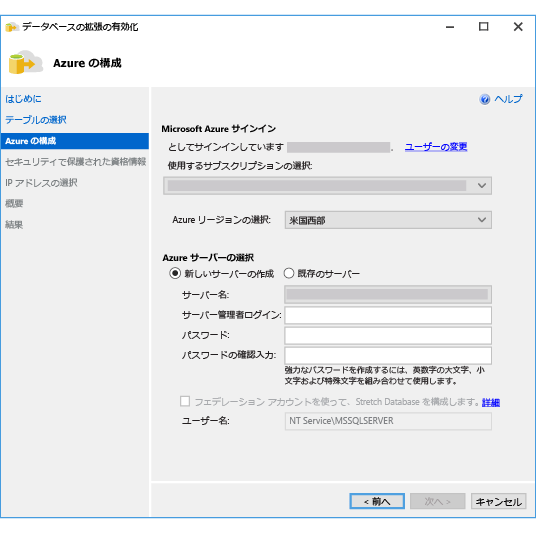 データベースの拡張の有効化
Azure の構成
はじめに
テーブルの選択
Azure の構成
セキュリティで保護された資格情報
IP アドレスの選択
概要
結果
ヘルプ
Microsoft Azure サインイン
としてサインインしています . ユーザーの変更
使用するサブスクリプションの選択:
Azure リージョンの選択: 米国西部
Azure サーバーの選択
新しいサーバーの作成 既存のサーバー
サーバー名:
サーバー管理者ログイン:
パスワード:
パスワードの確認入力:
強力なパスワードを作成するには、英数字の大文字、小
文字および特殊文字を組み合わせて使用します。
フェデレーション アカウントを使って、Stretch Database を構成します。 詳細
ユーザー名: NT Service\MSSQLSERVER
< 前へ 次へ > キャンセル